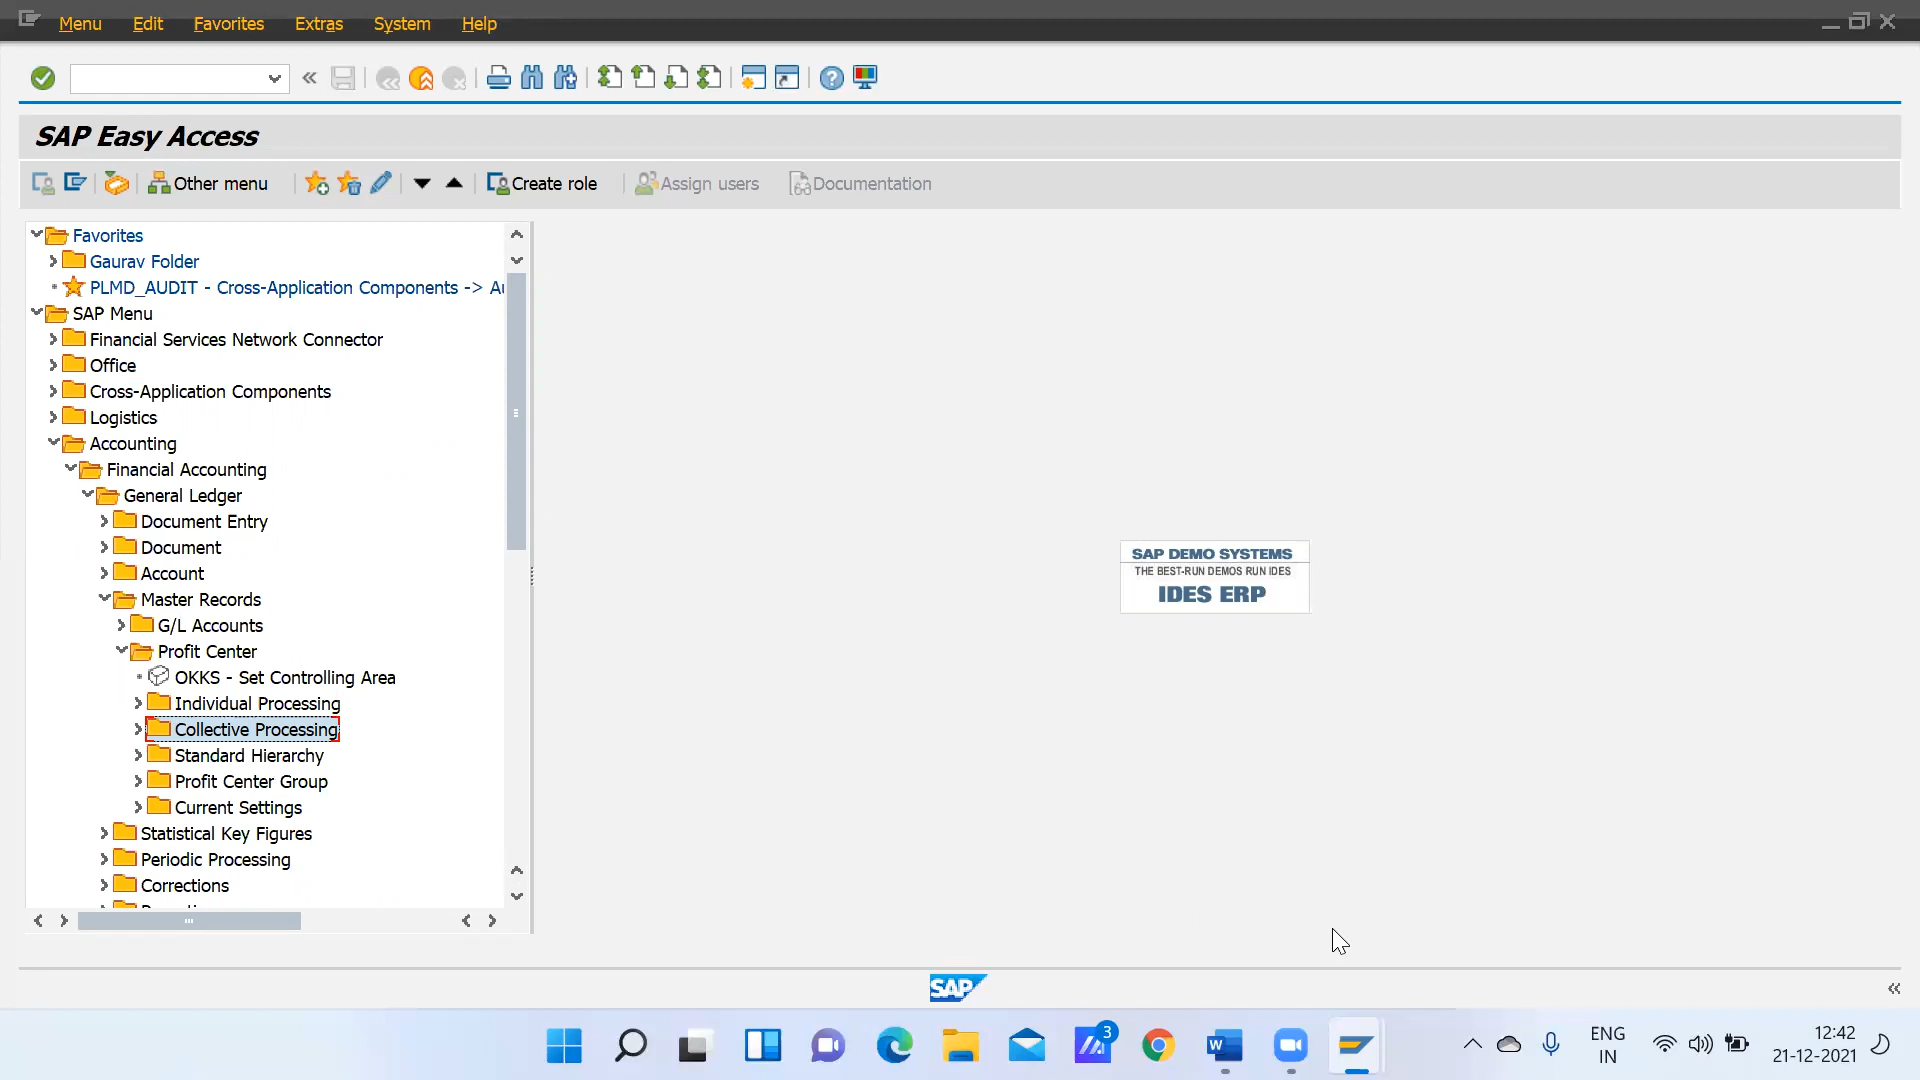 Menu Edit Favorites Extras System Help
SAP Easy Access
Other menu Create role Assign users Documentation
Favorites
Gaurav Folder
PLMD_AUDIT - Cross-Application Components ->
SAP Menu
Financial Services Network Connector
Office
Cross-Application Components
Logistics
Accounting
Financial Accounting
General Ledger
Document Entry
Document
Account
Master Records
G/L Accounts
Profit Center
OKKS - Set Controlling Area
Individual Processing
Collective Processing
Standard Hierarchy
Profit Center Group
Current Settings
Statistical Key Figures
Periodic Processing
Corrections
SAP DEMO SYSTEMS
THE BEST-RUN DEMOS RUN IDES
IDES ERP
SAP
3
W
ENG
IN
12:42
21-12-2021